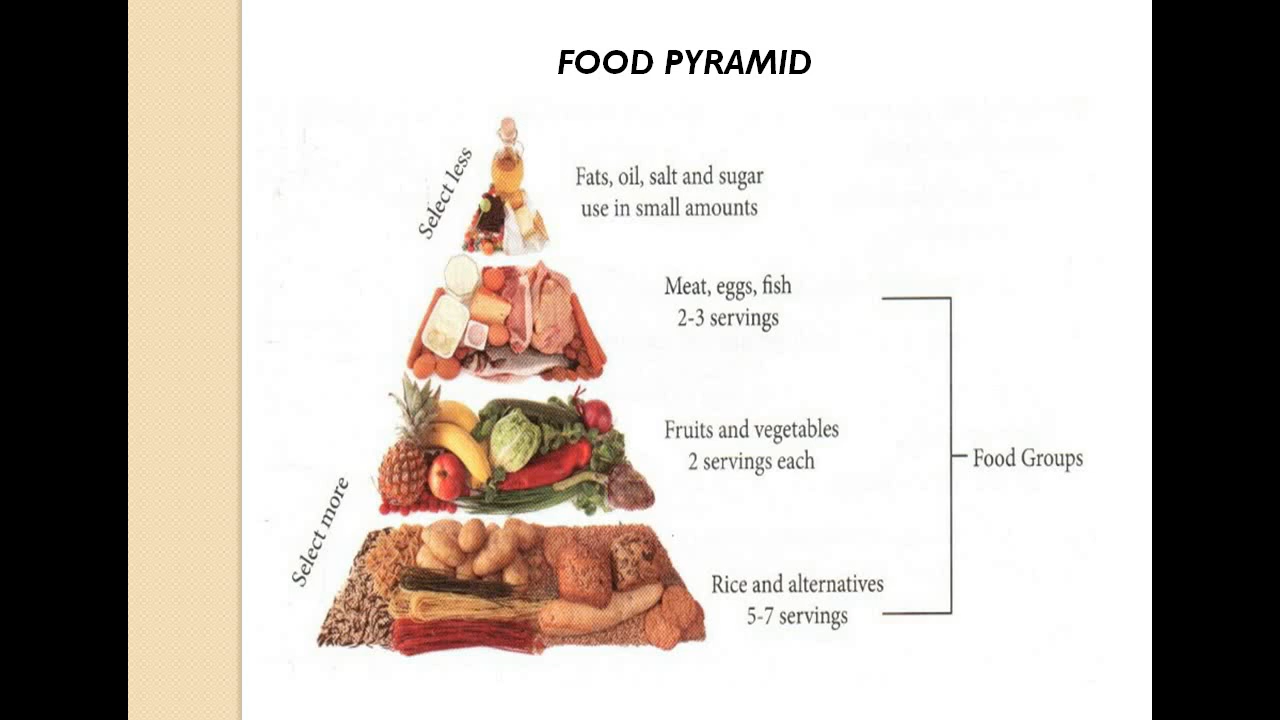 FOOD PYRAMID
Select less
Fats, oil, salt and sugar
use in small amounts
Meat, eggs, fish
2-3 servings
Fruits and vegetables
2 servings each
Food Groups
Select more
Rice and alternatives
5-7 servings